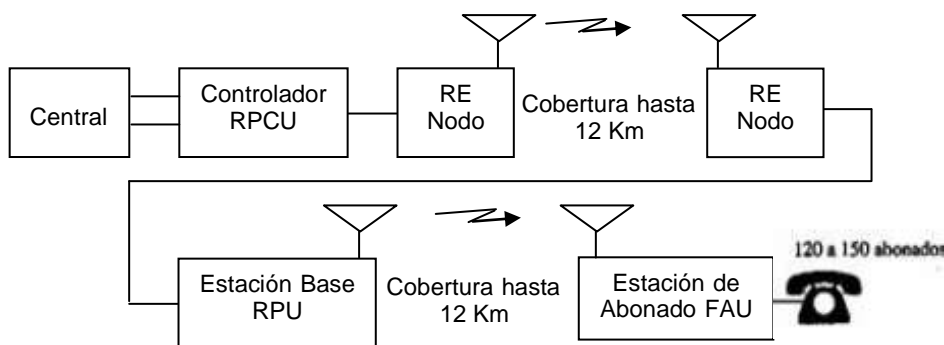 Central
Controlador
RPCU
RE
Nodo
Cobertura hasta
12 Km
RE
Nodo
Estación Base
RPU
Cobertura hasta
12 Km
Estación de
Abonado FAU
120 a 150 abonados